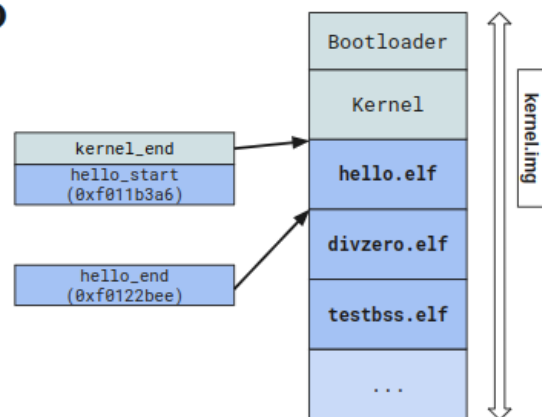 Bootloader
Kernel
kernel_end
hello_start
(0xf011b3a6)
hello.elf
hello_end
(0xf0122bee)
divzero.elf
testbss.elf
...
kernel.img